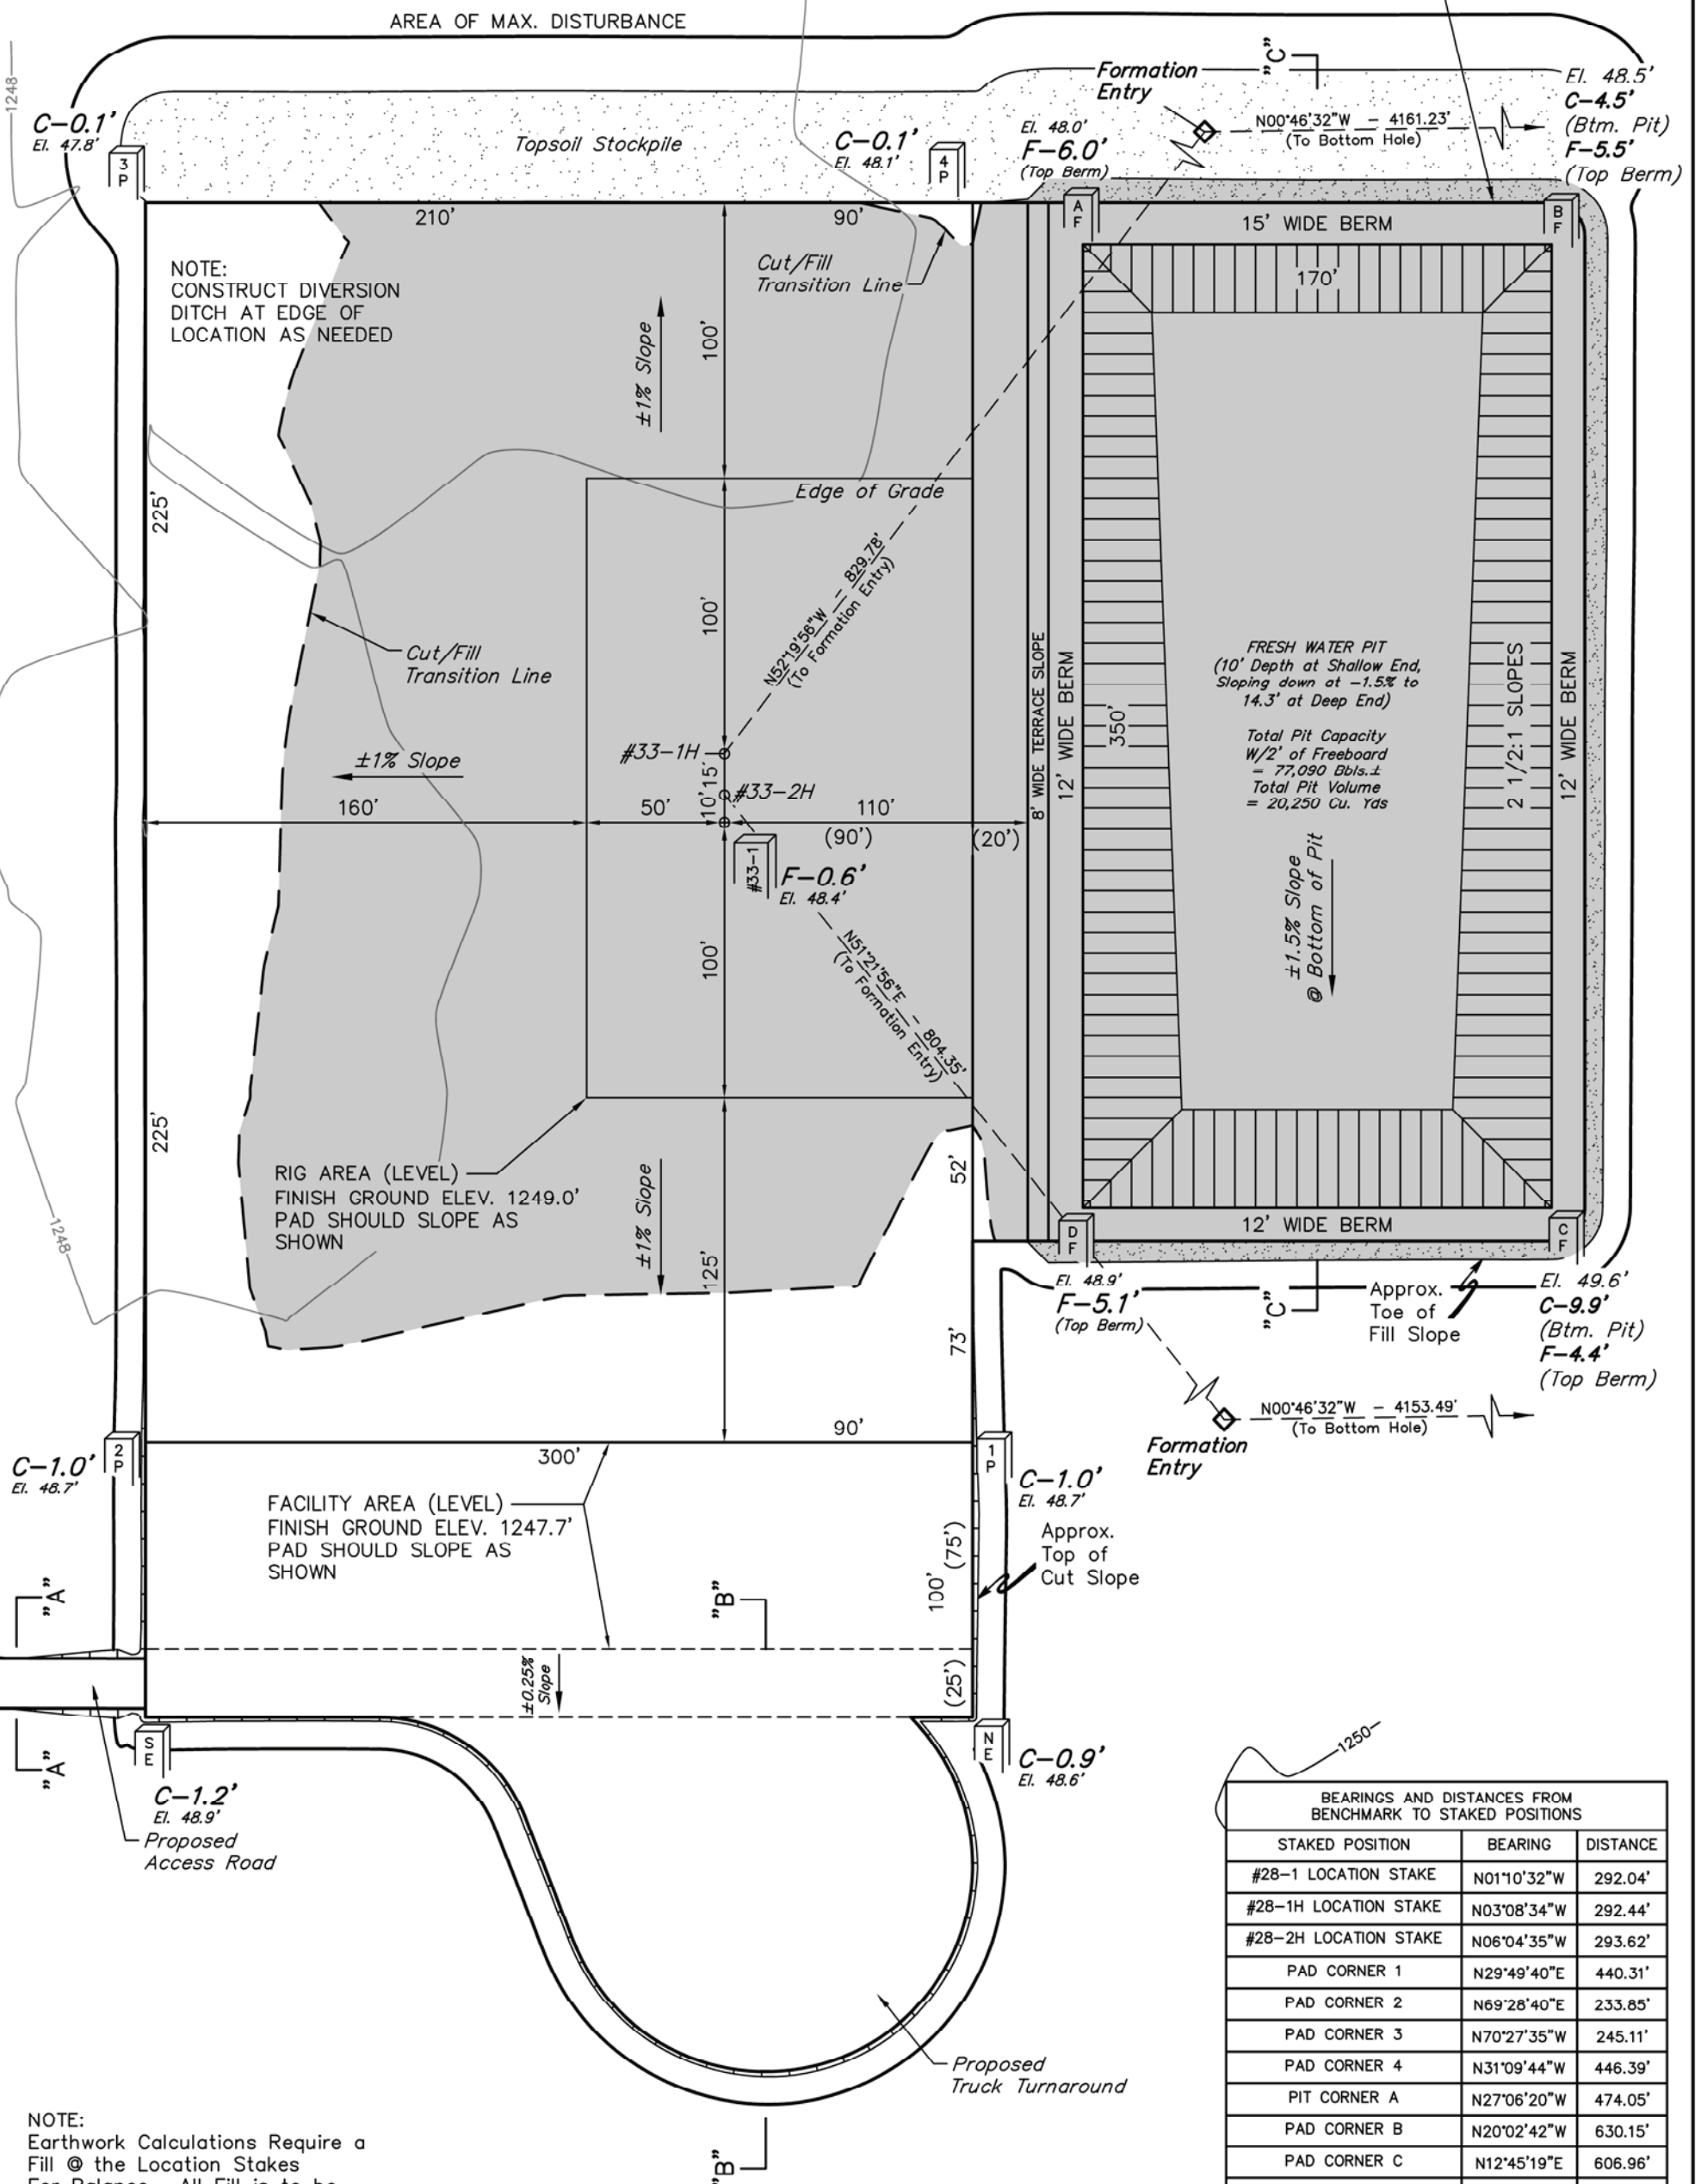 AREA OF MAX. DISTURBANCE
1248
C-0.1'
El. 47.8'
3
P
Topsoil Stockpile
C-0.1'
El. 48.1'
4
P
Formation
Entry
"C"
N00°46'32"W - 4161.23'
(To Bottom Hole)
El. 48.0'
F-6.0'
(Top Berm)
El. 48.5'
C-4.5'
(Btm. Pit)
F-5.5'
(Top Berm)
A
F
B
F
210'
90'
15' WIDE BERM
170'
NOTE:
CONSTRUCT DIVERSION
DITCH AT EDGE OF
LOCATION AS NEEDED
Cut/Fill
Transition Line
±1% Slope
100'
225'
Edge of Grade
N52°19'56"W - 829.78'
(To Formation Entry)
100'
Cut/Fill
Transition Line
8' WIDE TERRACE SLOPE
12' WIDE BERM
350'
FRESH WATER PIT
(10' Depth at Shallow End,
Sloping down at -1.5% to
14.3' at Deep End)
Total Pit Capacity
W/2' of Freeboard
= 77,090 Bbls.±
Total Pit Volume
= 20,250 Cu. Yds
2 1/2:1 SLOPES
12' WIDE BERM
#33-1H
15'
#33-2H
10'
±1% Slope
160'
50'
110'
(90')
(20')
#33-1
F-0.6'
El. 48.4'
±1.5% Slope
@ Bottom of Pit
N51°21'56"E - 804.35'
(To Formation Entry)
100'
225'
RIG AREA (LEVEL)
FINISH GROUND ELEV. 1249.0'
PAD SHOULD SLOPE AS
SHOWN
±1% Slope
125'
52'
1248
12' WIDE BERM
D
F
C
F
El. 48.9'
F-5.1'
(Top Berm)
"C"
Approx.
Toe of
Fill Slope
El. 49.6'
C-9.9'
(Btm. Pit)
F-4.4'
(Top Berm)
73'
N00°46'32"W - 4153.49'
(To Bottom Hole)
Formation
Entry
90'
300'
2
P
C-1.0'
El. 48.7'
1
P
C-1.0'
El. 48.7'
FACILITY AREA (LEVEL)
FINISH GROUND ELEV. 1247.7'
PAD SHOULD SLOPE AS
SHOWN
Approx.
Top of
Cut Slope
(75')
100'
"A"
"B"
±0.25%
Slope
(25')
"A"
S
E
C-1.2'
El. 48.9'
N
E
C-0.9'
El. 48.6'
Proposed
Access Road
1250
Proposed
Truck Turnaround
BEARINGS AND DISTANCES FROM
BENCHMARK TO STAKED POSITIONS
STAKED POSITION BEARING DISTANCE
#28-1 LOCATION STAKE N01°10'32"W 292.04'
#28-1H LOCATION STAKE N03°08'34"W 292.44'
#28-2H LOCATION STAKE N06°04'35"W 293.62'
PAD CORNER 1 N29°49'40"E 440.31'
PAD CORNER 2 N69°28'40"E 233.85'
PAD CORNER 3 N70°27'35"W 245.11'
PAD CORNER 4 N31°09'44"W 446.39'
PIT CORNER A N27°06'20"W 474.05'
PAD CORNER B N20°02'42"W 630.15'
PAD CORNER C N12°45'19"E 606.96'
NOTE:
Earthwork Calculations Require a
Fill @ the Location Stakes
For Balance. All Fill is to be
"B"